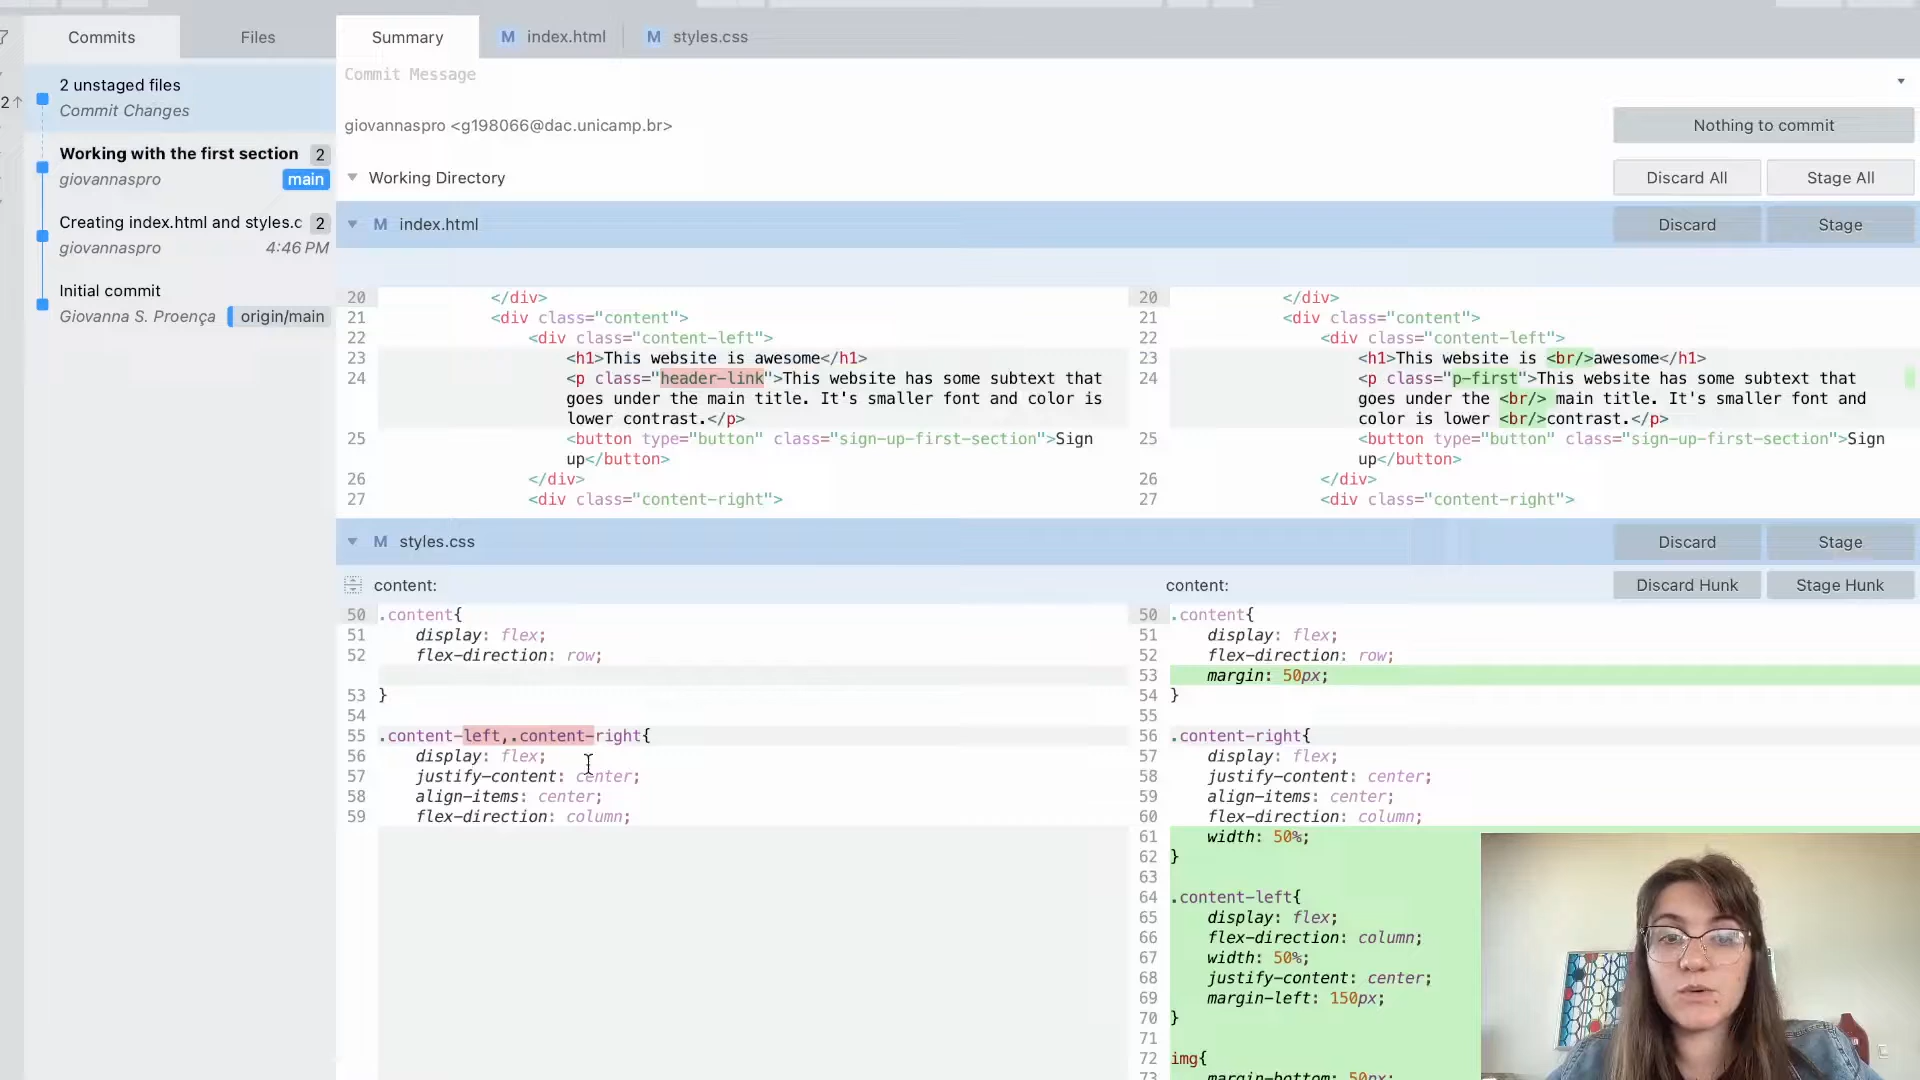 Commits
Files
Summary
M index.html
M styles.css
2 unstaged files
Commit Changes
2↑
Working with the first section 2
giovannaspro main
Creating index.html and styles.c 2
giovannaspro 4:46 PM
Initial commit
Giovanna S. Proença origin/main
Commit Message
giovannaspro <g198066@dac.unicamp.br>
Nothing to commit
Working Directory
Discard All
Stage All
M index.html
Discard
Stage
20 </div>
21 <div class="content">
22 <div class="content-left">
23 <h1>This website is awesome</h1>
24 <p class="header-link">This website has some subtext that
goes under the main title. It's smaller font and color is
lower contrast.</p>
25 <button type="button" class="sign-up-first-section">Sign
up</button>
26 </div>
27 <div class="content-right">
20 </div>
21 <div class="content">
22 <div class="content-left">
23 <h1>This website is <br/>awesome</h1>
24 <p class="p-first">This website has some subtext that
goes under the <br/> main title. It's smaller font and
color is lower <br/>contrast.</p>
25 <button type="button" class="sign-up-first-section">Sign
up</button>
26 </div>
27 <div class="content-right">
M styles.css
Discard
Stage
content:
50 .content{
51 display: flex;
52 flex-direction: row;
53 }
54
55 .content-left,.content-right{
56 display: flex;
57 justify-content: center;
58 align-items: center;
59 flex-direction: column;
content:
Discard Hunk
Stage Hunk
50 .content{
51 display: flex;
52 flex-direction: row;
53 margin: 50px;
54 }
55
56 .content-right{
57 display: flex;
58 justify-content: center;
59 align-items: center;
60 flex-direction: column;
61 width: 50%;
62 }
63
64 .content-left{
65 display: flex;
66 flex-direction: column;
67 width: 50%;
68 justify-content: center;
69 margin-left: 150px;
70 }
71
72 img{
73 margin-bottom: 50px;